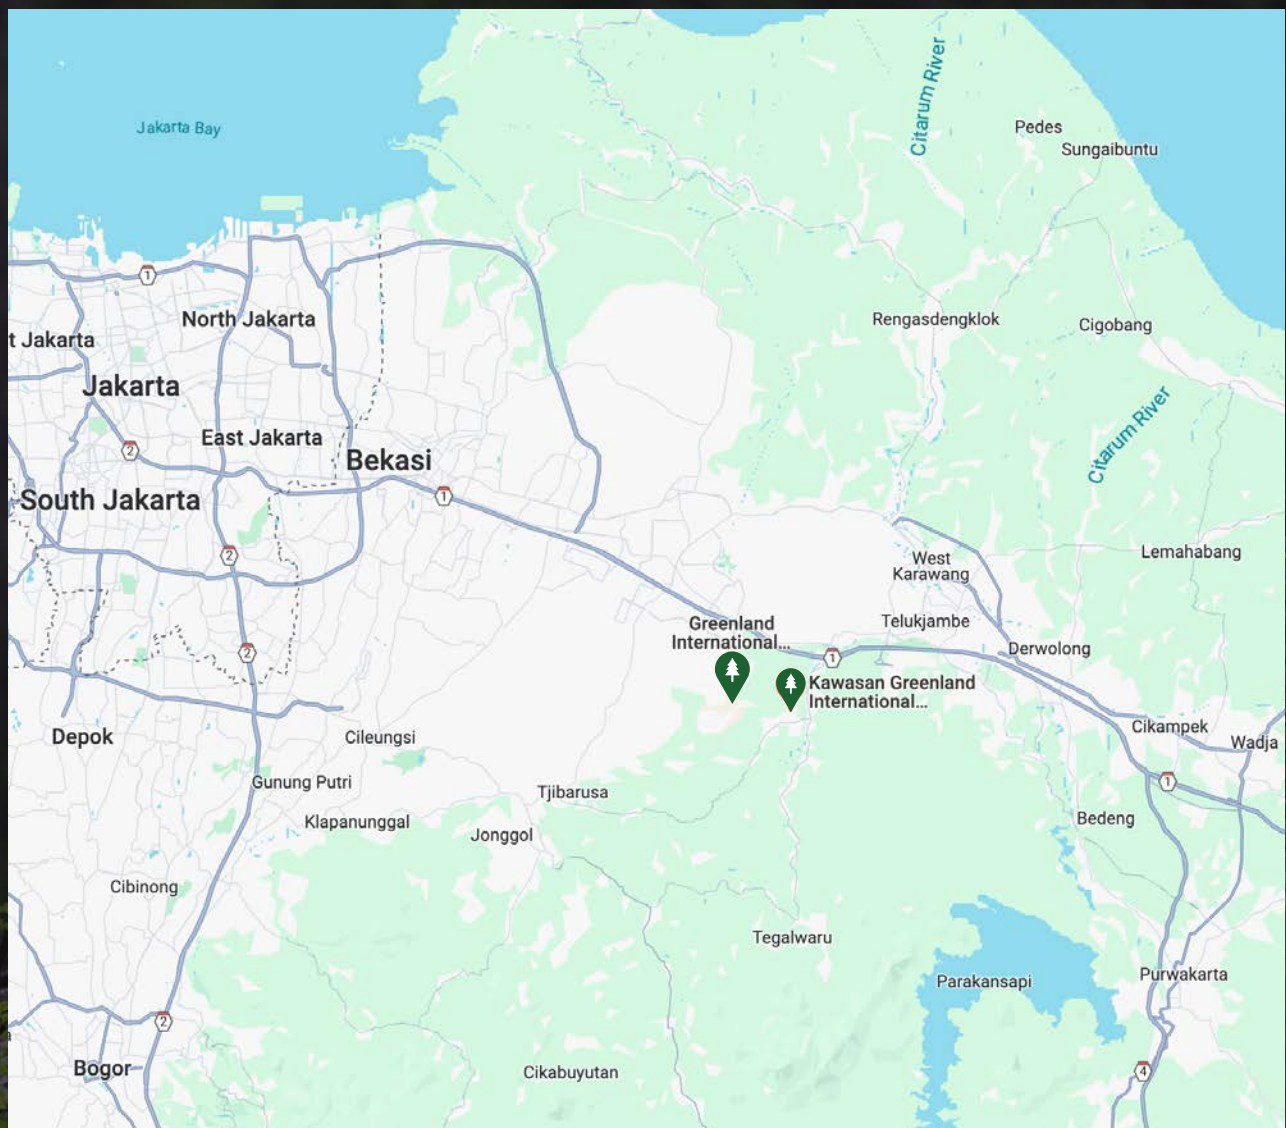 Citarum River
Jakarta Bay
Pedes
Sungaibuntu
1
North Jakarta
Rengasdengklok
Cigobang
t Jakarta
Jakarta
Citarum River
2
East Jakarta
Bekasi
1
South Jakarta
2
West
Karawang
Lemahabang
Greenland
International...
Telukjambe
2
1
Derwolong
Kawasan Greenland
International...
Depok
Cileungsi
Cikampek
Wadja
Gunung Putri
1
Tjibarusa
Klapanunggal
Jonggol
Bedeng
Cibinong
Tegalwaru
Parakansapi
Purwakarta
2
Bogor
Cikabuyutan
4